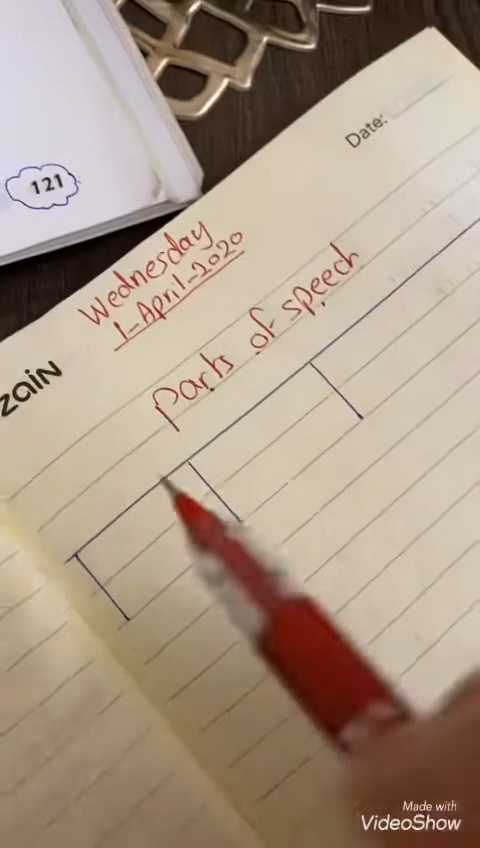 121
Date:
Wednesday
1-April-2020
zain
Parts of speech
Made with
VideoShow